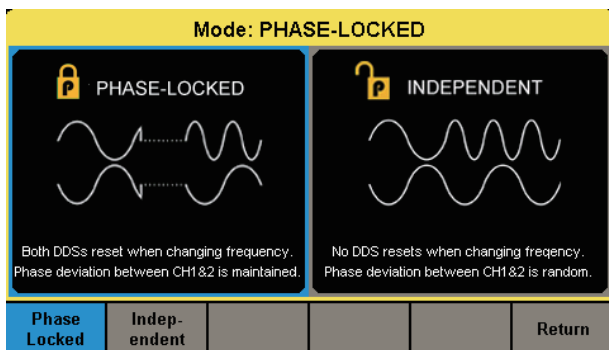 Mode: PHASE-LOCKED
P PHASE-LOCKED
Both DDSs reset when changing frequency.
Phase deviation between CH1&2 is maintained.
P INDEPENDENT
No DDS resets when changing freqency.
Phase deviation between CH1&2 is random.
Phase
Locked
Indep-
endent
Return